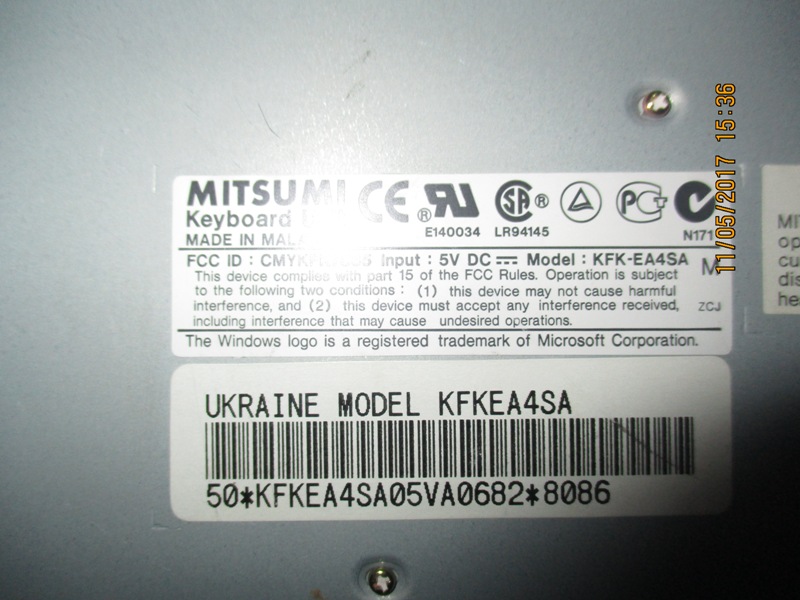 MITSUMI
Keyboard
MADE IN
E140034 LR94145
N171
FCC ID : Input : 5V DC Model : KFK-EA4SA
This device complies with part 15 of the FCC Rules. Operation is subject
to the following two conditions : (1) this device may not cause harmful
interference, and (2) this device must accept any interference received,
including interference that may cause undesired operations.
M
ZCJ
The Windows logo is a registered trademark of Microsoft Corporation.
UKRAINE MODEL KFKEA4SA
50*KFKEA4SA05VA0682*8086
11/05/2017 15:36